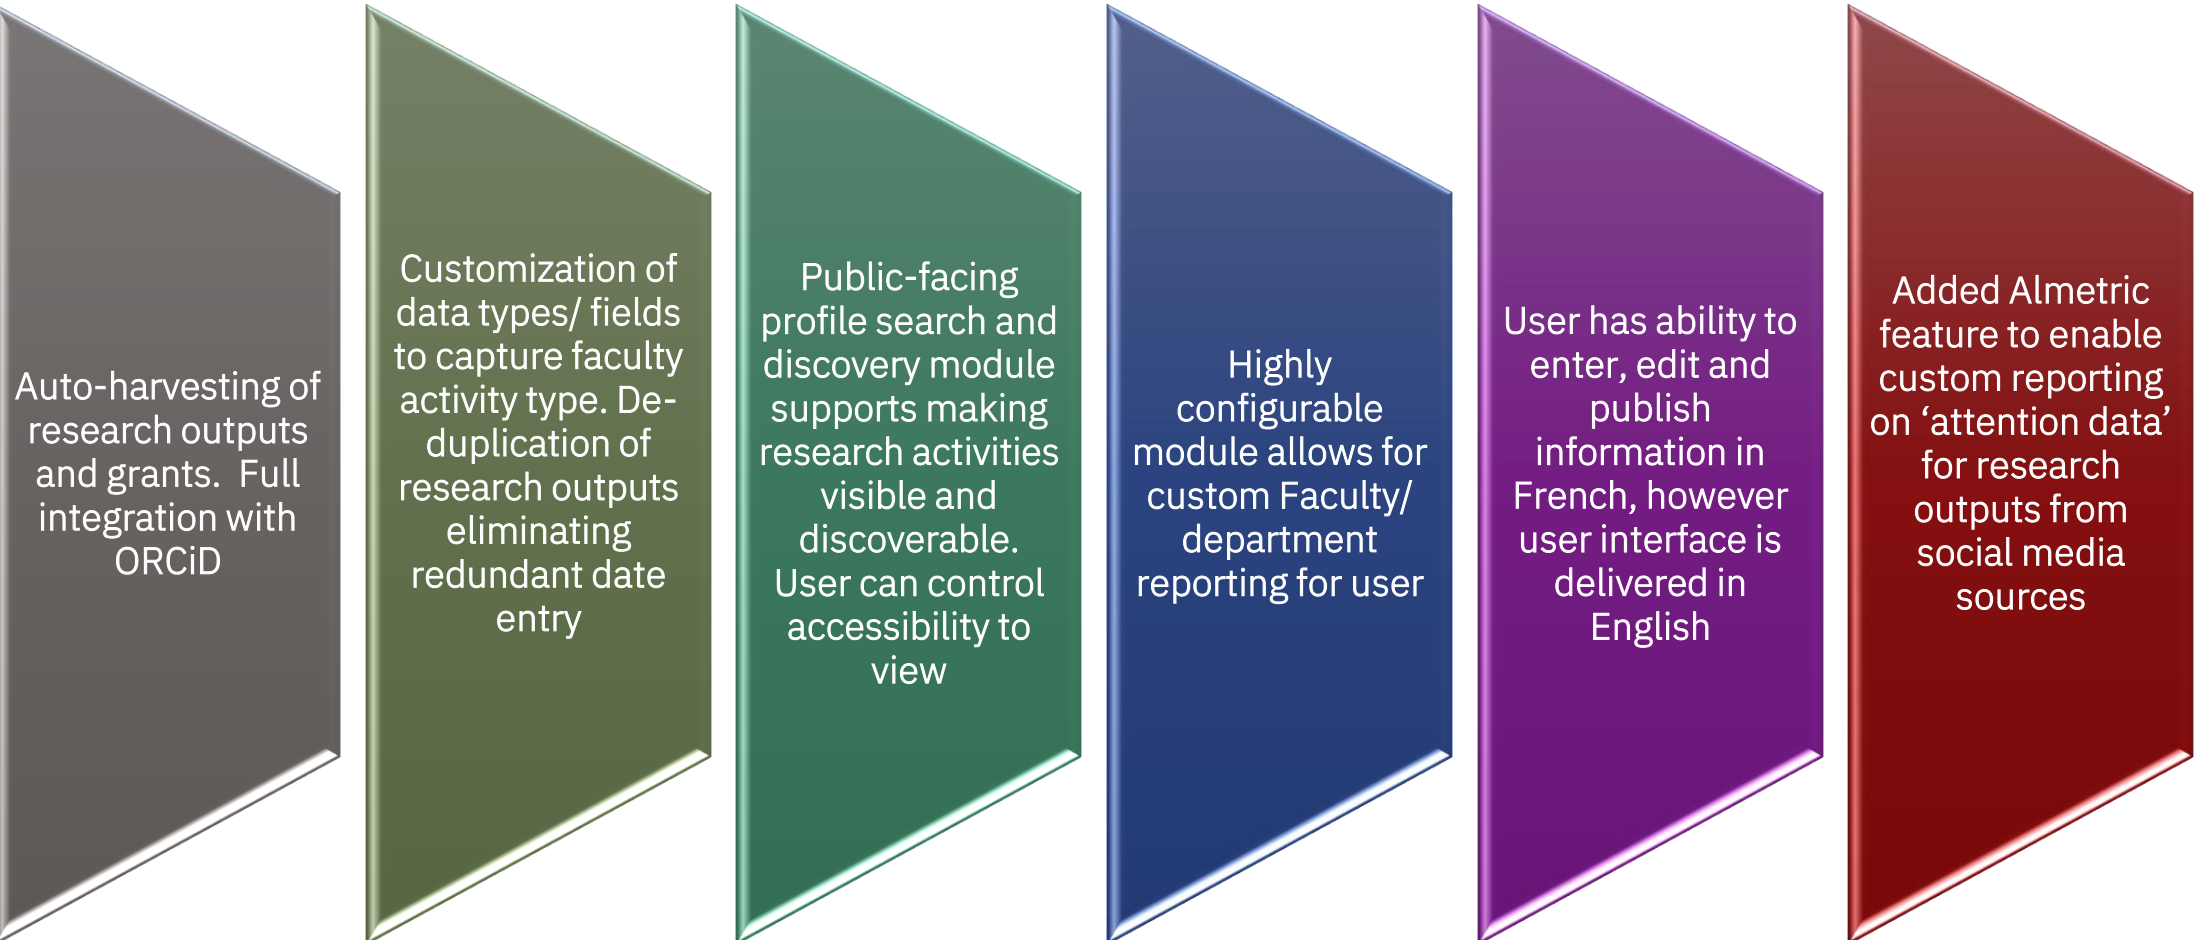 Auto-harvesting of
research outputs
and grants.  Full
integration with
ORCiD
Customization of
data types/ fields
to capture faculty
activity type. De-
duplication of
research outputs
eliminating
redundant date
entry
Public-facing
profile search and
discovery module
supports making
research activities
visible and
discoverable.
User can control
accessibility to
view
Highly
configurable
module allows for
custom Faculty/
department
reporting for user
User has ability to
enter, edit and
publish
information in
French, however
user interface is
delivered in
English
Added Almetric
feature to enable
custom reporting
on ‘attention data’
for research
outputs from
social media
sources